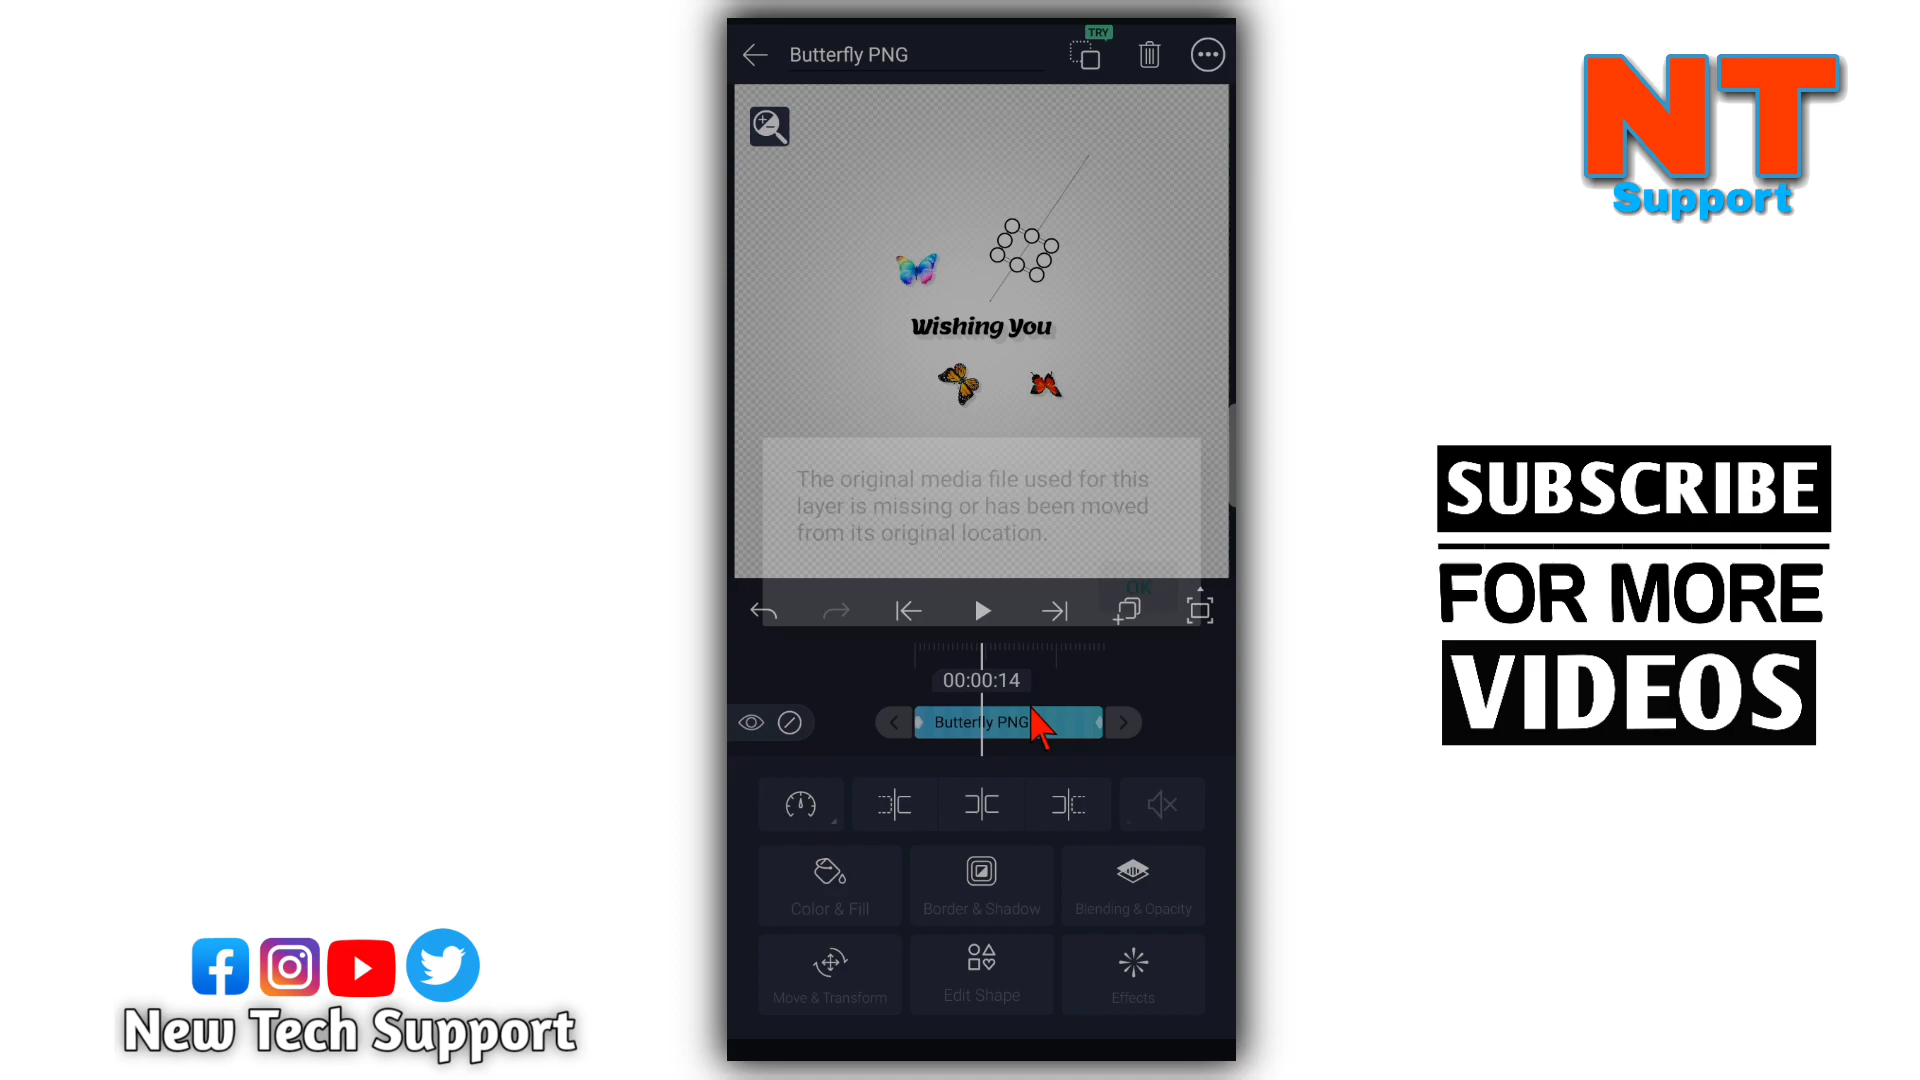 TRY
Butterfly PNG
NT
Support
Wishing You
The original media file used for this
layer is missing or has been moved
from its original location.
OK
SUBSCRIBE
FOR MORE
VIDEOS
00:00:14
Butterfly PNG
Color & Fill
Border & Shadow
Blending & Opacity
Move & Transform
Edit Shape
Effects
New Tech Support